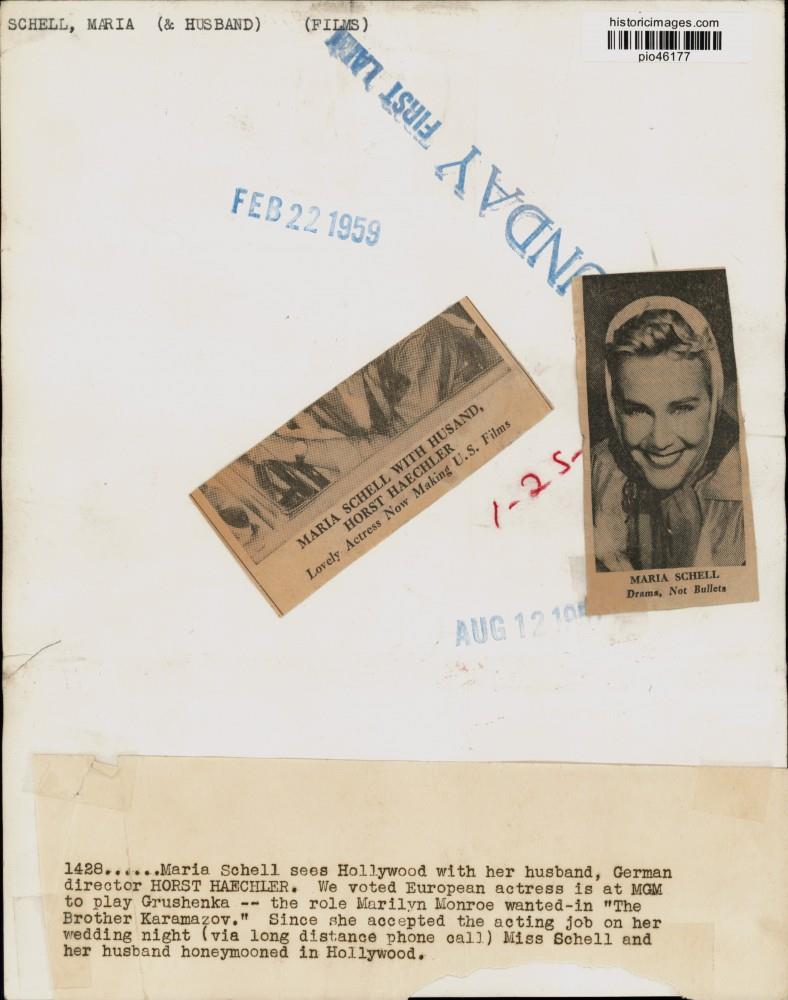 SCHELL, MARIA (& HUSBAND) (FILMS)
historicimages.com
pio46177
FIRST
NDAY
FEB 22 1959
MARIA SCHELL WITH HUSAND,
HORST HAECHLER
Lovely Actress Now Making U.S. Films
1-25-
MARIA SCHELL
Drama, Not Bullets
AUG 12
1428......Maria Schell sees Hollywood with her husband, German
director HORST HAECHLER. We voted European actress is at MGM
to play Grushenka -- the role Marilyn Monroe wanted-in "The
Brother Karamazov." Since she accepted the acting job on her
wedding night (via long distance phone call) Miss Schell and
her husband honeymooned in Hollywood.